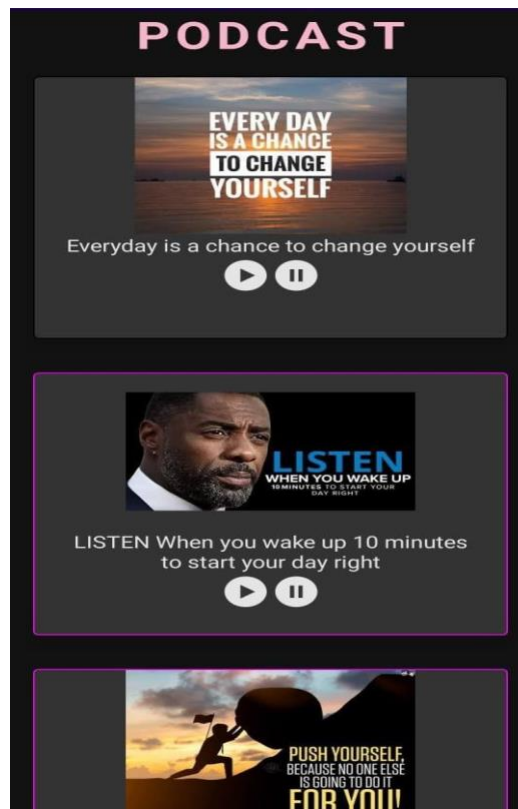 PODCAST
EVERY DAY
IS A CHANCE
TO CHANGE
YOURSELF
Everyday is a chance to change yourself
LISTEN
WHEN YOU WAKE UP
10 MINUTES TO START YOUR
DAY RIGHT
LISTEN When you wake up 10 minutes
to start your day right
PUSH YOURSELF,
BECAUSE NO ONE ELSE
IS GOING TO DO IT
FOR YOU!